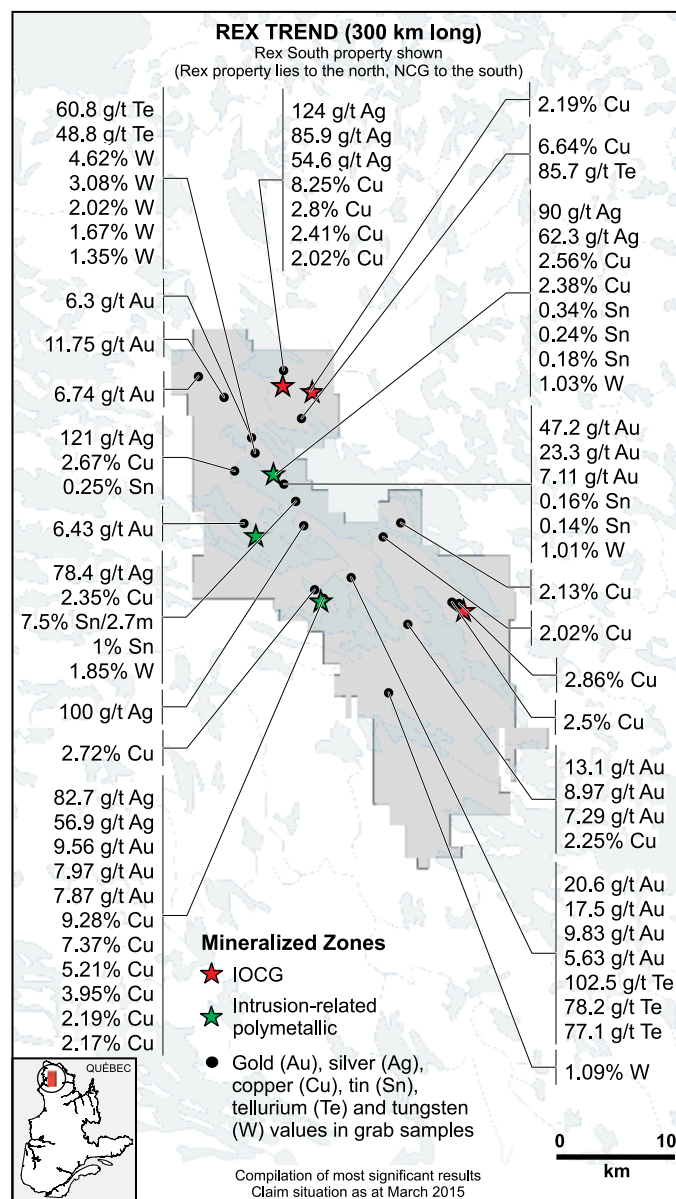 REX TREND (300 km long)
Rex South property shown
(Rex property lies to the north, NCG to the south)
60.8 g/t Te
48.8 g/t Te
4.62% W
3.08% W
2.02% W
1.67% W
1.35% W
6.3 g/t Au
11.75 g/t Au
6.74 g/t Au
121 g/t Ag
2.67% Cu
0.25% Sn
6.43 g/t Au
78.4 g/t Ag
2.35% Cu
7.5% Sn/2.7m
1% Sn
1.85% W
100 g/t Ag
2.72% Cu
82.7 g/t Ag
56.9 g/t Ag
9.56 g/t Au
7.97 g/t Au
7.87 g/t Au
9.28% Cu
7.37% Cu
5.21% Cu
3.95% Cu
2.19% Cu
2.17% Cu
124 g/t Ag
85.9 g/t Ag
54.6 g/t Ag
8.25% Cu
2.8% Cu
2.41% Cu
2.02% Cu
2.19% Cu
6.64% Cu
85.7 g/t Te
90 g/t Ag
62.3 g/t Ag
2.56% Cu
2.38% Cu
0.34% Sn
0.24% Sn
0.18% Sn
1.03% W
47.2 g/t Au
23.3 g/t Au
7.11 g/t Au
0.16% Sn
0.14% Sn
1.01% W
2.13% Cu
2.02% Cu
2.86% Cu
2.5% Cu
13.1 g/t Au
8.97 g/t Au
7.29 g/t Au
2.25% Cu
20.6 g/t Au
17.5 g/t Au
9.83 g/t Au
5.63 g/t Au
102.5 g/t Te
78.2 g/t Te
77.1 g/t Te
1.09% W
Mineralized Zones
IOCG
Intrusion-related
polymetallic
Gold (Au), silver (Ag),
copper (Cu), tin (Sn),
tellurium (Te) and tungsten
(W) values in grab samples
QUÉBEC
0 10
km
Compilation of most significant results
Claim situation as at March 2015